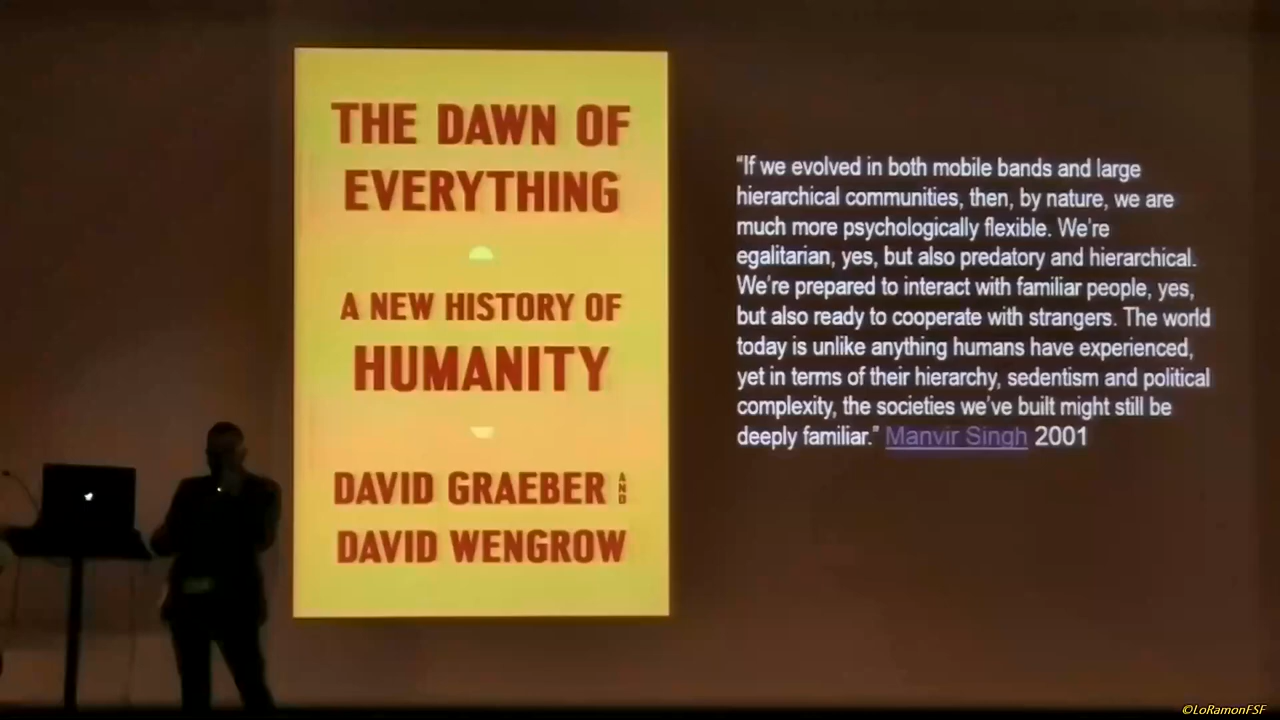 THE DAWN OF
EVERYTHING
A NEW HISTORY OF
HUMANITY
DAVID GRAEBER AND
DAVID WENGROW
"If we evolved in both mobile bands and large
hierarchical communities, then, by nature, we are
much more psychologically flexible. We're
egalitarian, yes, but also predatory and hierarchical.
We're prepared to interact with familiar people, yes,
but also ready to cooperate with strangers. The world
today is unlike anything humans have experienced,
yet in terms of their hierarchy, sedentism and political
complexity, the societies we've built might still be
deeply familiar." Manvir Singh 2001
©LoRamonFSF